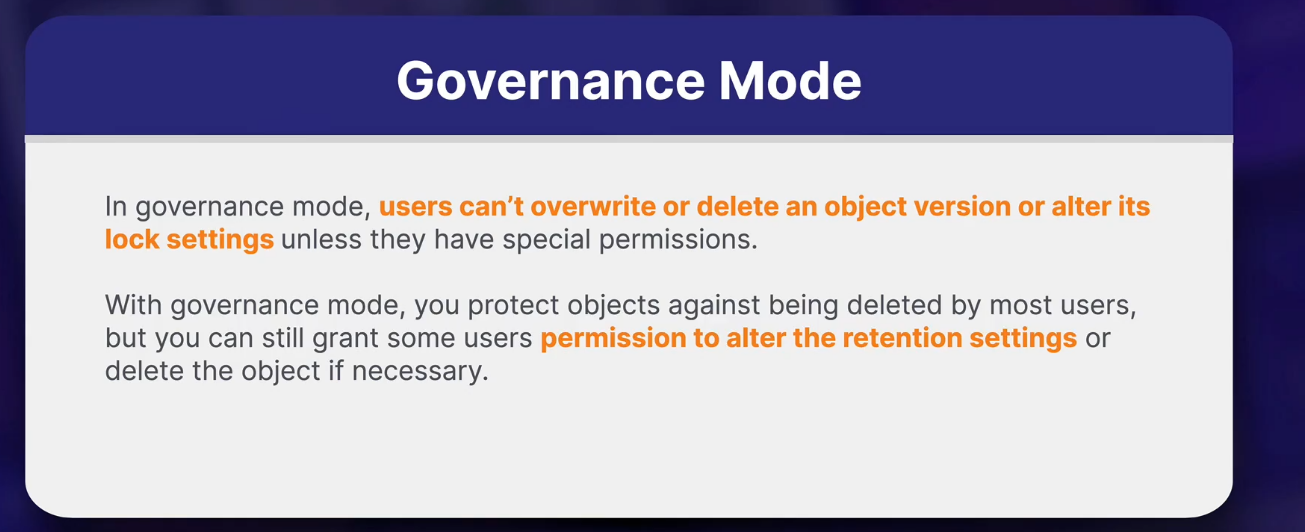 Governance Mode
In governance mode, users can’t overwrite or delete an object version or alter its
lock settings unless they have special permissions.
With governance mode, you protect objects against being deleted by most users,
but you can still grant some users permission to alter the retention settings or
delete the object if necessary.